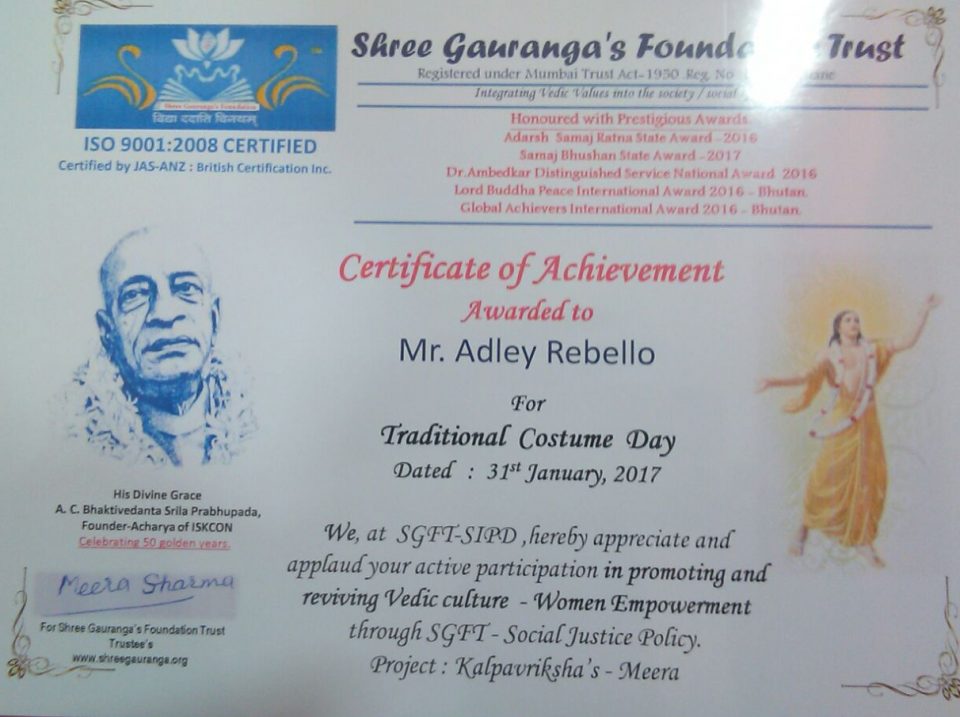 Shree Gauranga's Foundation Trust
Registered under Mumbai Trust Act-1950 Reg. No
Integrating Vedic Values into the society / social
Honoured with Prestigious Awards
Adarsh Samaj Ratna State Award - 2016
Samaj Bhushan State Award - 2017
Dr.Ambedkar Distinguished Service National Award 2016
Lord Buddha Peace International Award 2016 - Bhutan.
Global Achievers International Award 2016 - Bhutan.
TM
Shree Gauranga's Foundation
विद्या ददाति विनयम्
ISO 9001:2008 CERTIFIED
Certified by JAS-ANZ : British Certification Inc.
Certificate of Achievement
Awarded to
Mr. Adley Rebello
For
Traditional Costume Day
Dated : 31st January, 2017
We, at SGFT-SIPD ,hereby appreciate and
applaud your active participation in promoting and
reviving Vedic culture - Women Empowerment
through SGFT - Social Justice Policy.
Project : Kalpavriksha's - Meera
His Divine Grace
A. C. Bhaktivedanta Srila Prabhupada,
Founder-Acharya of ISKCON
Celebrating 50 golden years.
Meera Sharma
For Shree Gauranga's Foundation Trust
Trustee's
www.shreegauranga.org